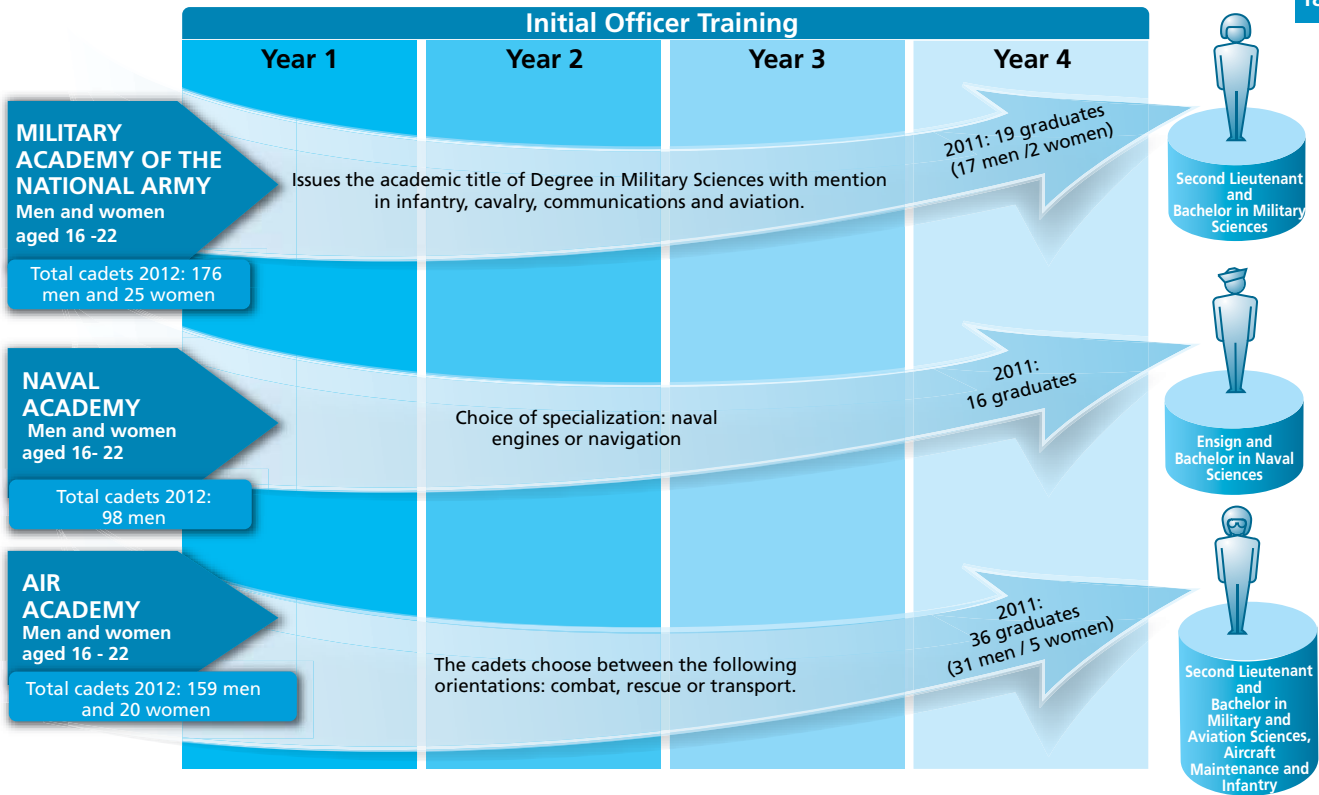 Initial Officer Training
Year 1
Year 2
Year 3
Year 4
MILITARY
ACADEMY OF THE
NATIONAL ARMY
Men and women
aged 16 -22
Total cadets 2012: 176
men and 25 women
Issues the academic title of Degree in Military Sciences with mention
in infantry, cavalry, communications and aviation.
2011: 19 graduates
(17 men /2 women)
Second Lieutenant
and
Bachelor in Military
Sciences
NAVAL
ACADEMY
Men and women
aged 16- 22
Total cadets 2012:
98 men
Choice of specialization: naval
engines or navigation
2011:
16 graduates
Ensign and
Bachelor in Naval
Sciences
AIR
ACADEMY
Men and women
aged 16 - 22
Total cadets 2012: 159 men
and 20 women
The cadets choose between the following
orientations: combat, rescue or transport.
2011:
36 graduates
(31 men / 5 women)
Second Lieutenant
and
Bachelor in
Military and
Aviation Sciences,
Aircraft
Maintenance and
Infantry